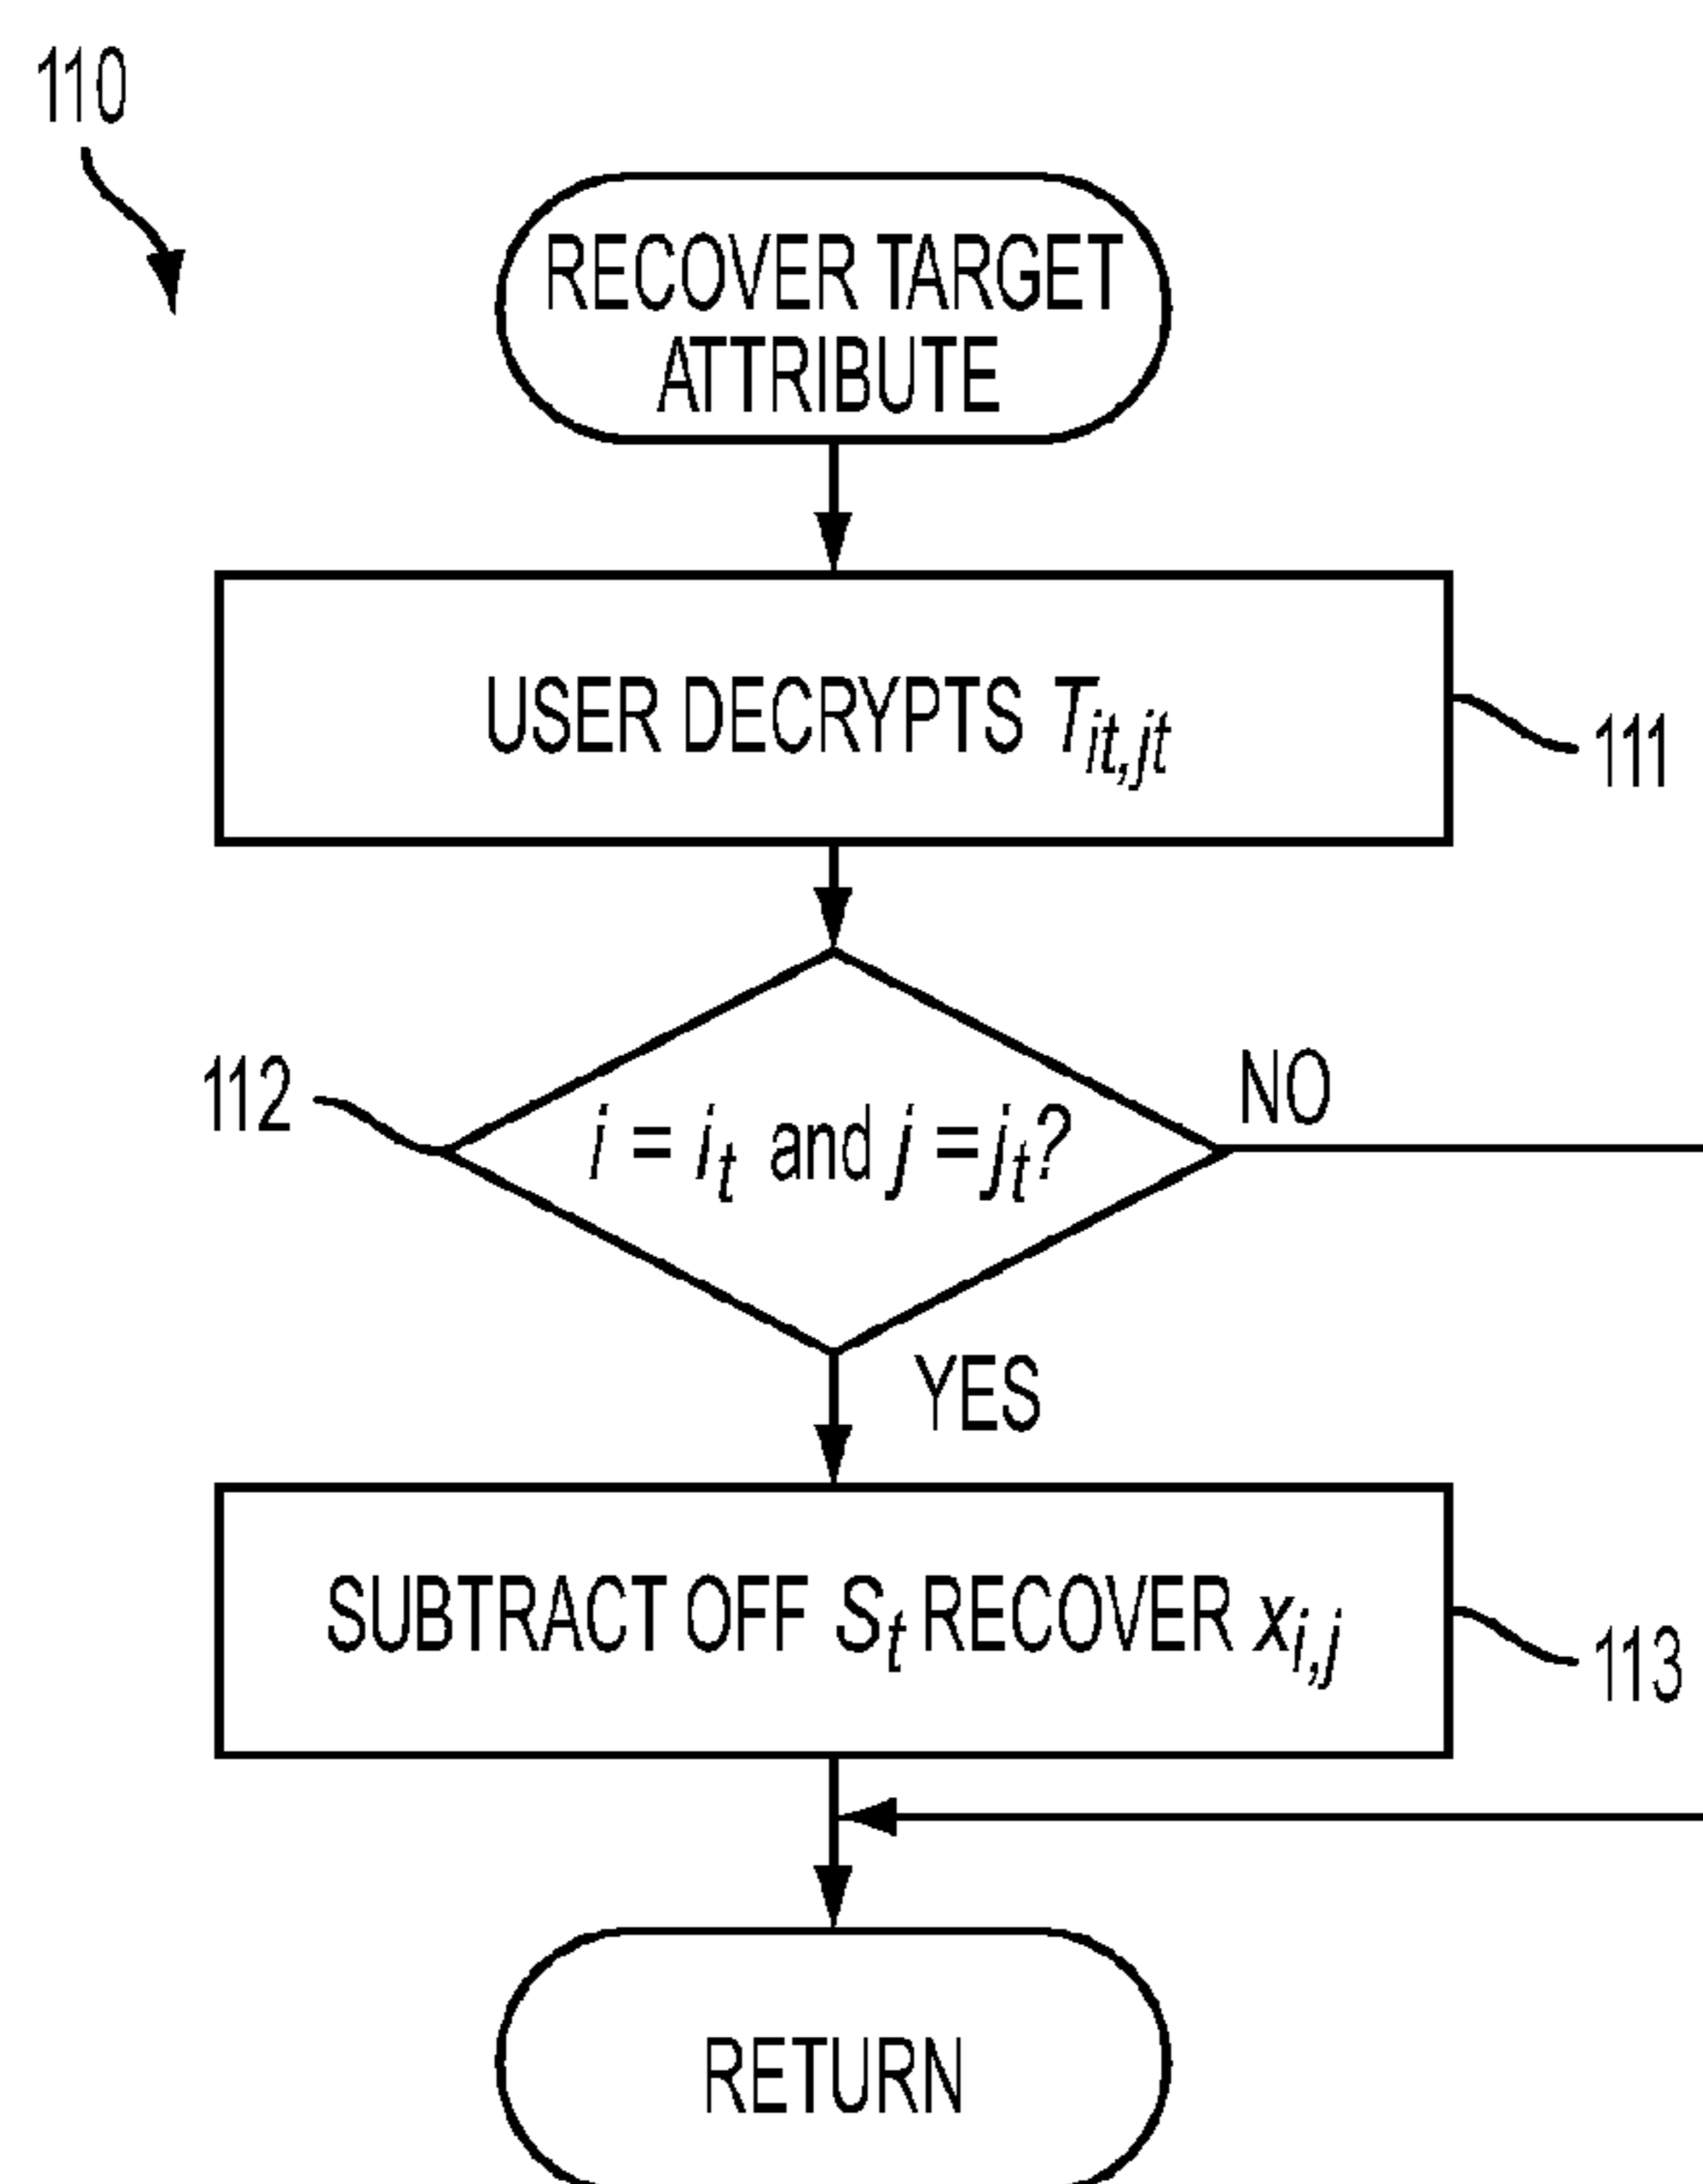 110
RECOVER TARGET
ATTRIBUTE
USER DECRYPTS T_{it,jt}
111
112
i = i_t and j = j_t?
NO
YES
SUBTRACT OFF S_t RECOVER x_{i,j}
113
RETURN